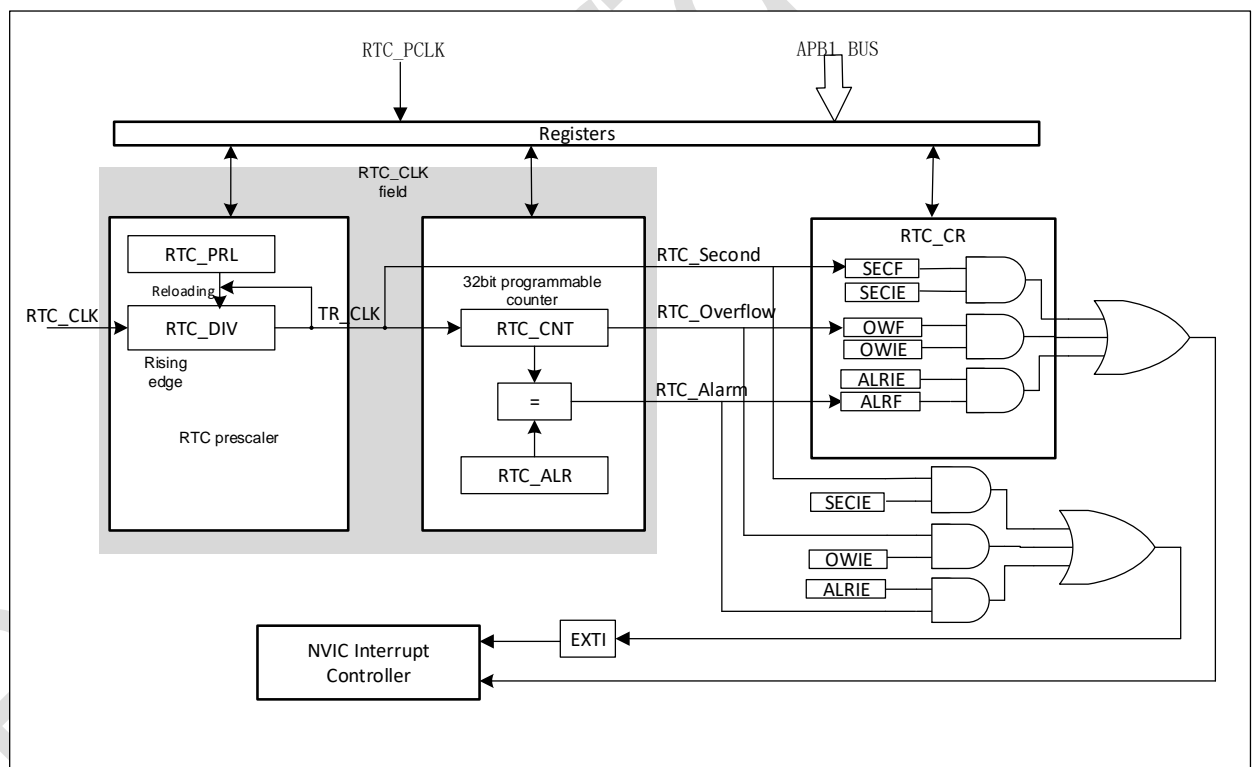 RTC_PCLK
APB1_BUS
Registers
RTC_CLK
field
RTC_PRL
Reloading
RTC_CLK
RTC_DIV
TR_CLK
Rising
edge
RTC prescaler
32bit programmable
counter
RTC_CNT
=
RTC_ALR
RTC_Second
RTC_Overflow
RTC_Alarm
RTC_CR
SECF
SECIE
OWF
OWIE
ALRIE
ALRF
SECIE
OWIE
ALRIE
EXTI
NVIC Interrupt
Controller